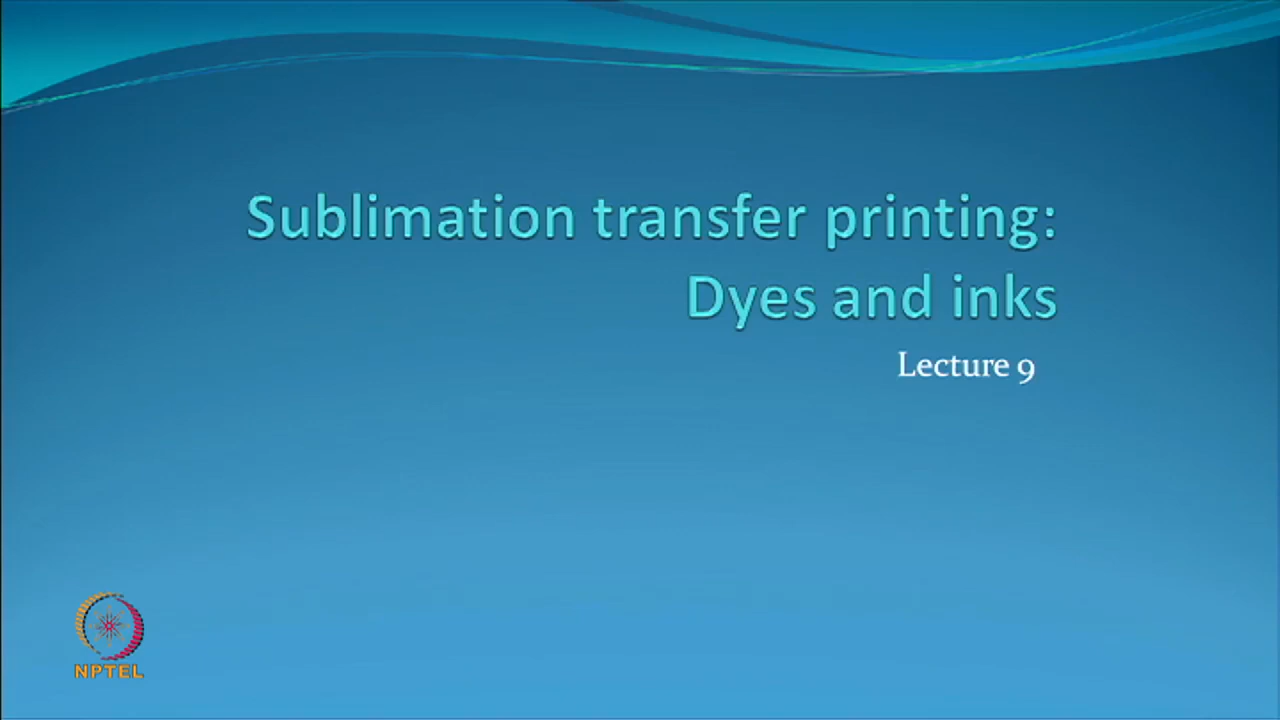 Sublimation transfer printing:
Dyes and inks
Lecture 9
NPTEL